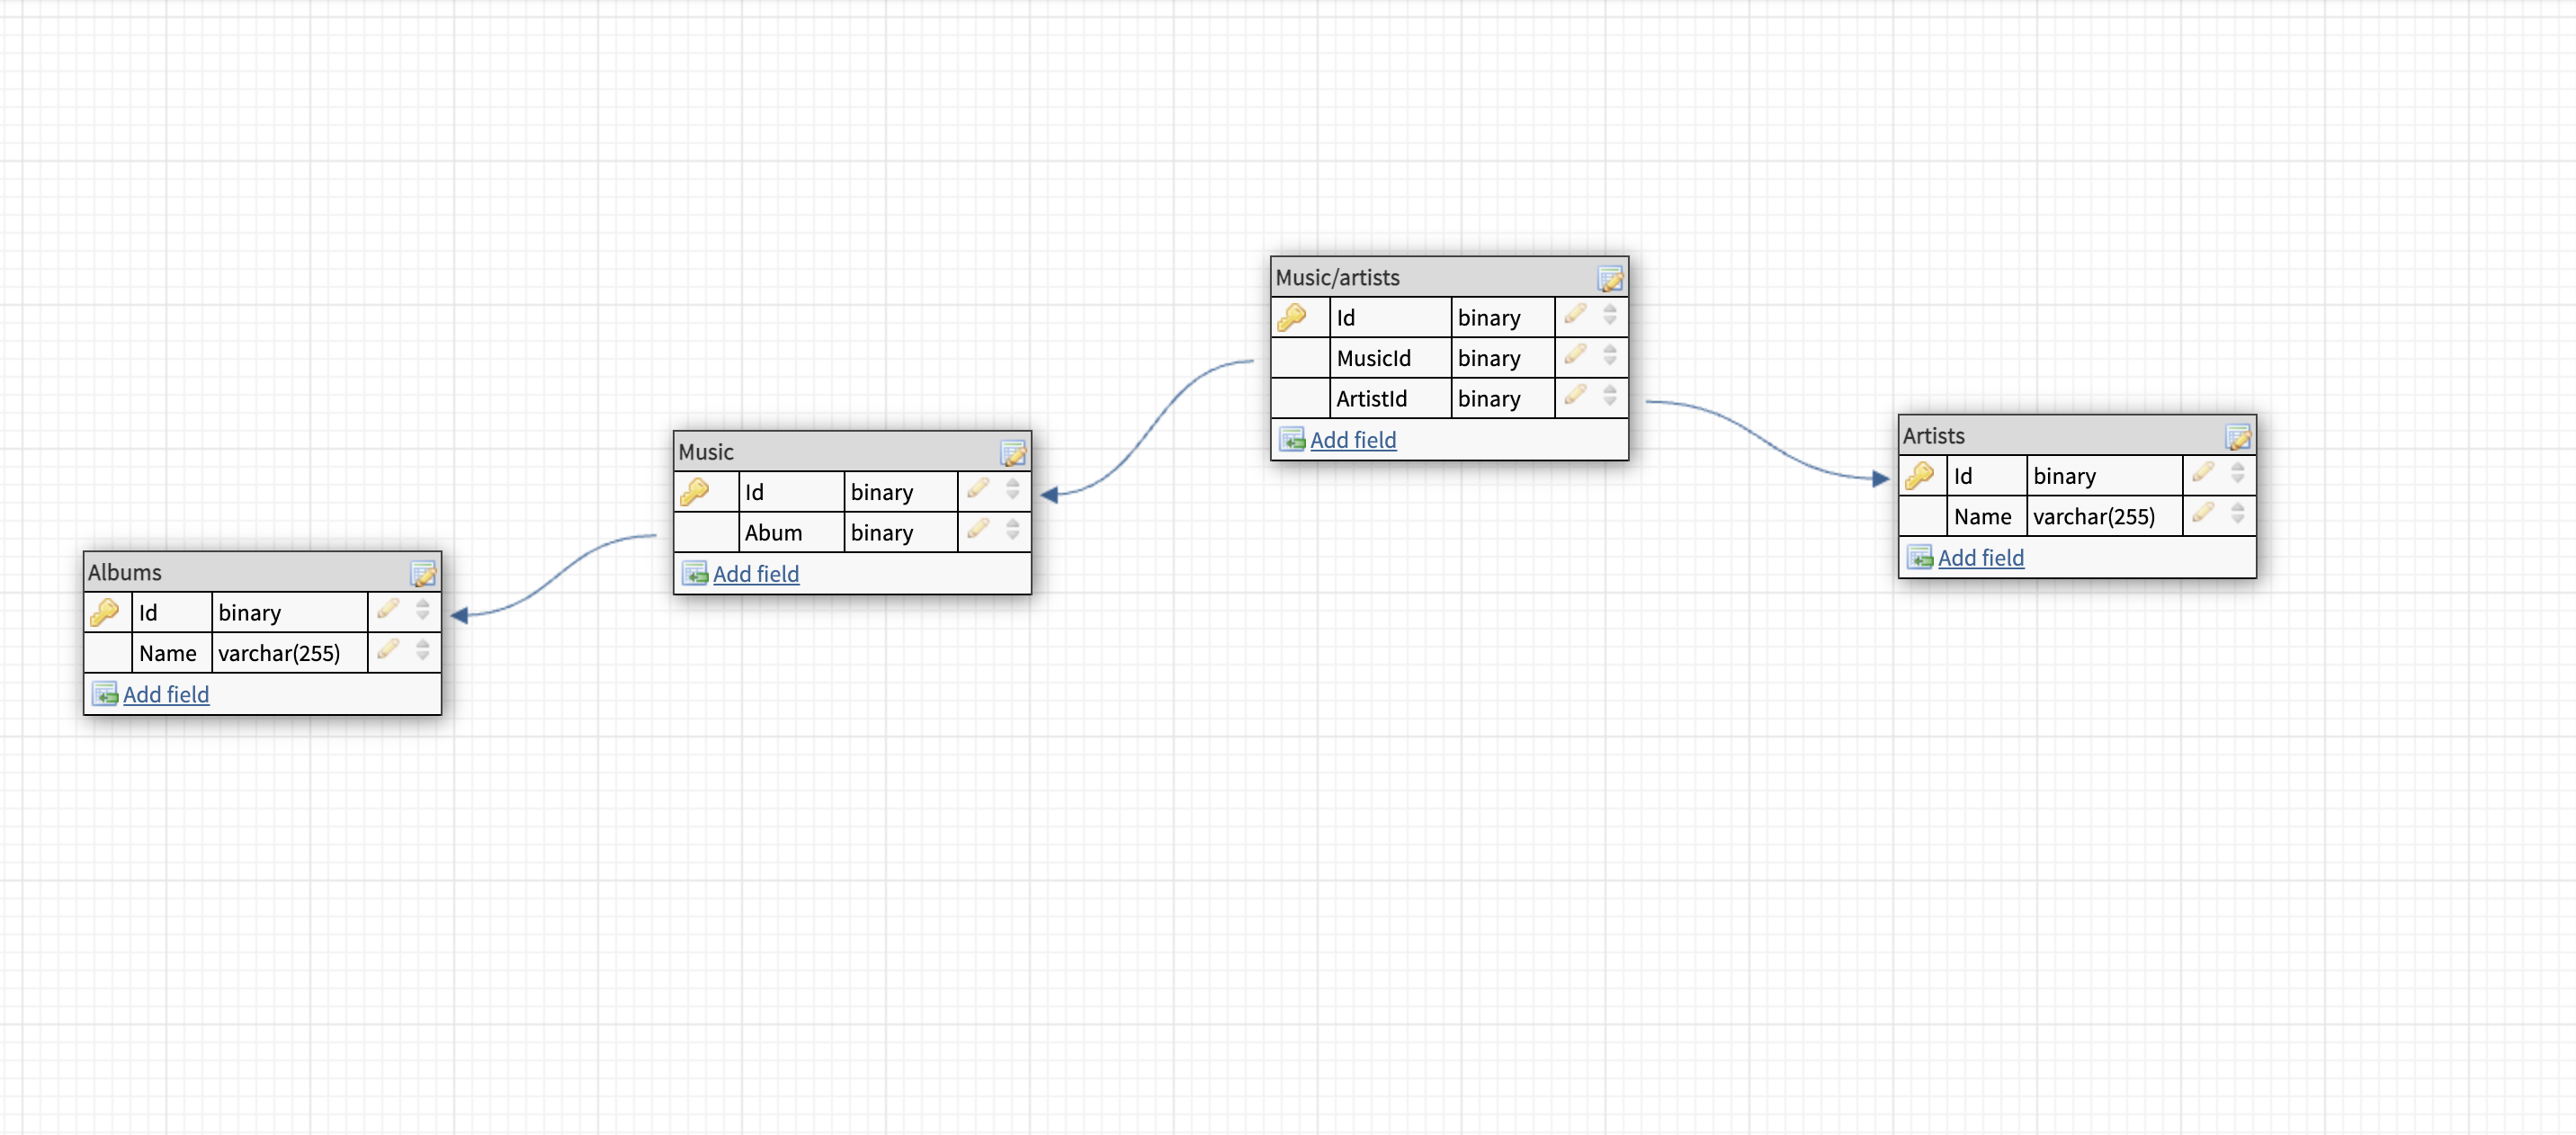 Albums
Id binary
Name varchar(255)
Add field
Music
Id binary
Abum binary
Add field
Music/artists
Id binary
MusicId binary
ArtistId binary
Add field
Artists
Id binary
Name varchar(255)
Add field